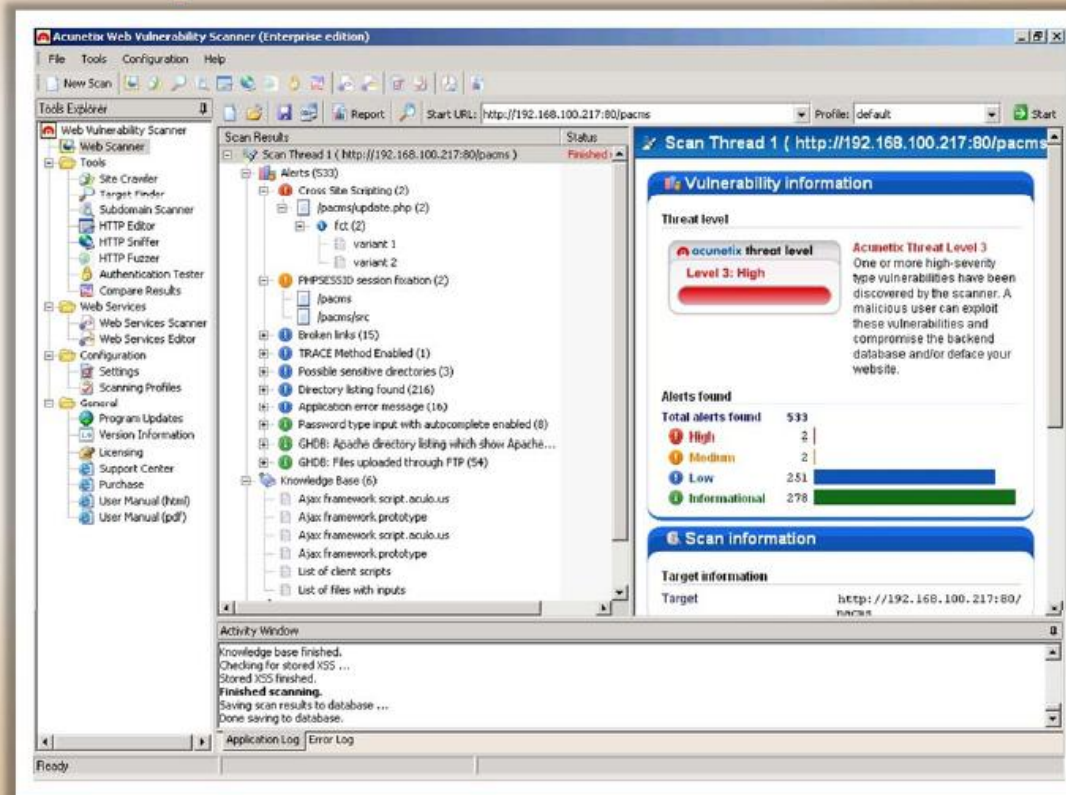 Acunetix Web Vulnerability Scanner (Enterprise edition)
File Tools Configuration Help
New Scan
Tools Explorer
Report Start URL: http://192.168.100.217:80/pacms Profile: default Start
Web Vulnerability Scanner
Web Scanner
Tools
Site Crawler
Target Finder
Subdomain Scanner
HTTP Editor
HTTP Sniffer
HTTP Fuzzer
Authentication Tester
Compare Results
Web Services
Web Services Scanner
Web Services Editor
Configuration
Settings
Scanning Profiles
General
Program Updates
Version Information
Licensing
Support Center
Purchase
User Manual (html)
User Manual (pdf)
Scan Results Status
Scan Thread 1 ( http://192.168.100.217:80/pacms ) Finished
Alerts (533)
Cross Site Scripting (2)
/pacms/update.php (2)
fct (2)
variant 1
variant 2
PHPSESSID session fixation (2)
/pacms
/pacms/src
Broken links (15)
TRACE Method Enabled (1)
Possible sensitive directories (3)
Directory listing found (216)
Application error message (16)
Password type input with autocomplete enabled (8)
GHDB: Apache directory listing which show Apache...
GHDB: Files uploaded through FTP (54)
Knowledge Base (6)
Ajax framework script.aculo.us
Ajax framework prototype
Ajax framework script.aculo.us
Ajax framework prototype
List of client scripts
List of files with inputs
Scan Thread 1 ( http://192.168.100.217:80/pacms
Vulnerability information
Threat level
acunetix threat level
Level 3: High
Acunetix Threat Level 3
One or more high-severity
type vulnerabilities have been
discovered by the scanner. A
malicious user can exploit
these vulnerabilities and
compromise the backend
database and/or deface your
website.
Alerts found
Total alerts found 533
High 2
Medium 2
Low 251
Informational 278
Scan information
Target information
Target http://192.168.100.217:80/
pacms
Activity Window
Knowledge base finished.
Checking for stored XSS ...
Stored XSS finished.
Finished scanning.
Saving scan results to database ...
Done saving to database.
Application Log Error Log
Ready